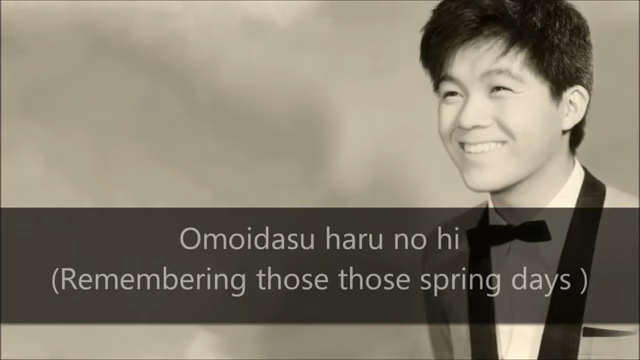 Omoidasu haru no hi
(Remembering those those spring days )